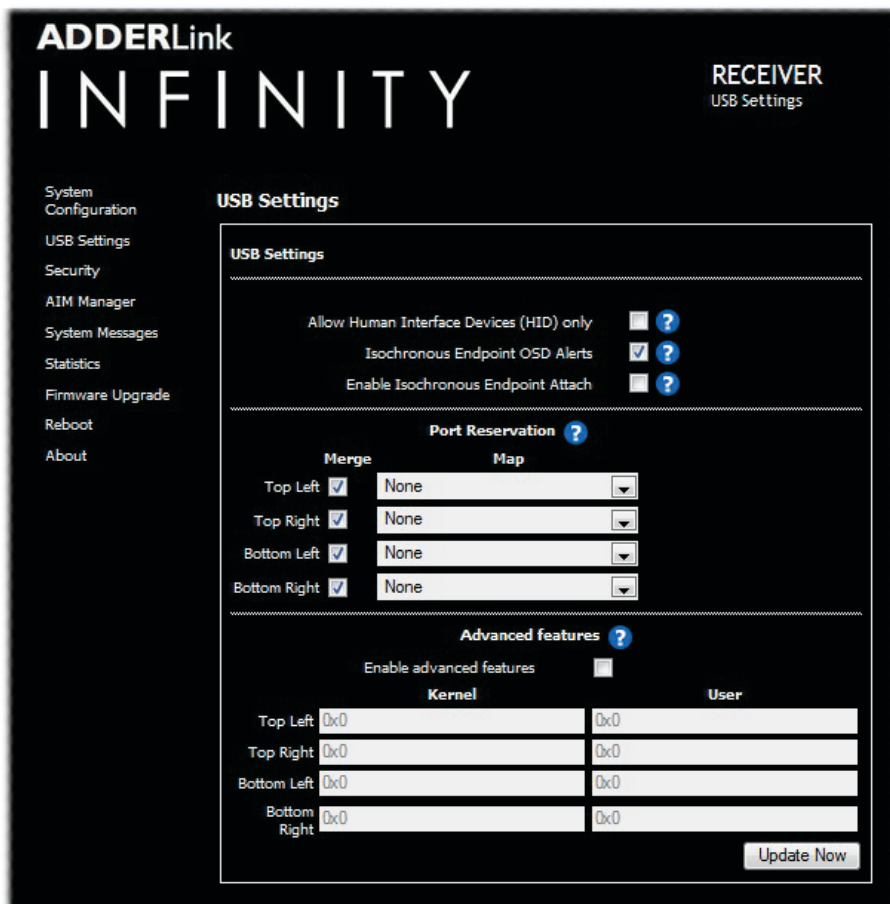 ADDERLink
INFINITY
RECEIVER
USB Settings
System
Configuration
USB Settings
Security
AIM Manager
System Messages
Statistics
Firmware Upgrade
Reboot
About
USB Settings
USB Settings
Allow Human Interface Devices (HID) only ?
Isochronous Endpoint OSD Alerts ?
Enable Isochronous Endpoint Attach ?
Port Reservation ?
Merge Map
Top Left None
Top Right None
Bottom Left None
Bottom Right None
Advanced features ?
Enable advanced features
Kernel User
Top Left 0x0 0x0
Top Right 0x0 0x0
Bottom Left 0x0 0x0
Bottom
Right 0x0 0x0
Update Now